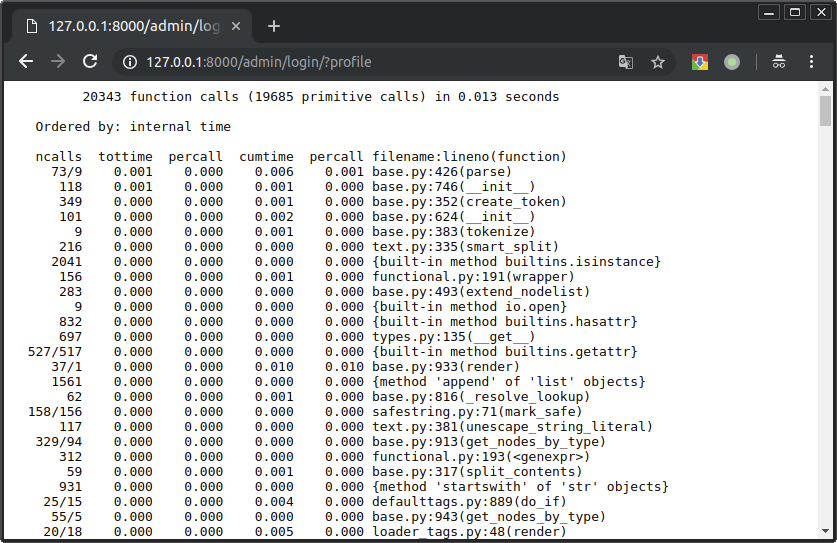 127.0.0.1:8000/admin/log
127.0.0.1:8000/admin/login/?profile
20343 function calls (19685 primitive calls) in 0.013 seconds
Ordered by: internal time
ncalls tottime percall cumtime percall filename:lineno(function)
73/9 0.001 0.000 0.006 0.001 base.py:426(parse)
118 0.001 0.000 0.001 0.000 base.py:746(__init__)
349 0.000 0.000 0.001 0.000 base.py:352(create_token)
101 0.000 0.000 0.002 0.000 base.py:624(__init__)
9 0.000 0.000 0.001 0.000 base.py:383(tokenize)
216 0.000 0.000 0.000 0.000 text.py:335(smart_split)
2041 0.000 0.000 0.000 0.000 {built-in method builtins.isinstance}
156 0.000 0.000 0.001 0.000 functional.py:191(wrapper)
283 0.000 0.000 0.000 0.000 base.py:493(extend_nodelist)
9 0.000 0.000 0.000 0.000 {built-in method io.open}
832 0.000 0.000 0.000 0.000 {built-in method builtins.hasattr}
697 0.000 0.000 0.000 0.000 types.py:135(__get__)
527/517 0.000 0.000 0.000 0.000 {built-in method builtins.getattr}
37/1 0.000 0.000 0.010 0.010 base.py:933(render)
1561 0.000 0.000 0.000 0.000 {method 'append' of 'list' objects}
62 0.000 0.000 0.001 0.000 base.py:816(_resolve_lookup)
158/156 0.000 0.000 0.000 0.000 safestring.py:71(mark_safe)
117 0.000 0.000 0.000 0.000 text.py:381(unescape_string_literal)
329/94 0.000 0.000 0.000 0.000 base.py:913(get_nodes_by_type)
312 0.000 0.000 0.000 0.000 functional.py:193(<genexpr>)
59 0.000 0.000 0.001 0.000 base.py:317(split_contents)
931 0.000 0.000 0.000 0.000 {method 'startswith' of 'str' objects}
25/15 0.000 0.000 0.004 0.000 defaulttags.py:889(do_if)
55/5 0.000 0.000 0.000 0.000 base.py:943(get_nodes_by_type)
20/18 0.000 0.000 0.005 0.000 loader_tags.py:48(render)